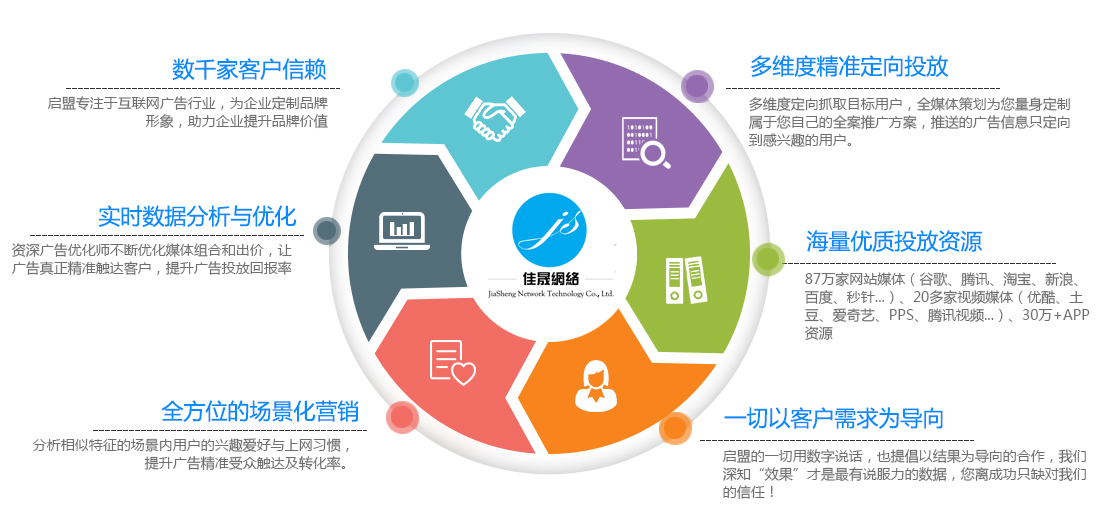 数千家客户信赖
启盟专注于互联网广告行业，为企业定制品牌
形象，助力企业提升品牌价值
多维度精准定向投放
多维度定向抓取目标用户，全媒体策划为您量身定制
属于您自己的全案推广方案，推送的广告信息只定向
到感兴趣的用户。
实时数据分析与优化
资深广告优化师不断优化媒体组合和出价，让
广告真正精准触达客户，提升广告投放回报率
佳晟網络
JiaSheng Network Technology Co., Ltd.
海量优质投放资源
87万家网站媒体（谷歌、腾讯、淘宝、新浪、
百度、秒针...）、20多家视频媒体（优酷、土
豆、爱奇艺、PPS、腾讯视频...）、30万+APP
资源
全方位的场景化营销
分析相似特征的场景内用户的兴趣爱好与上网习惯，
提升广告精准受众触达及转化率。
一切以客户需求为导向
启盟的一切用数字说话，也提倡以结果为导向的合作，我们
深知“效果”才是最有说服力的数据，您离成功只缺对我们
的信任！